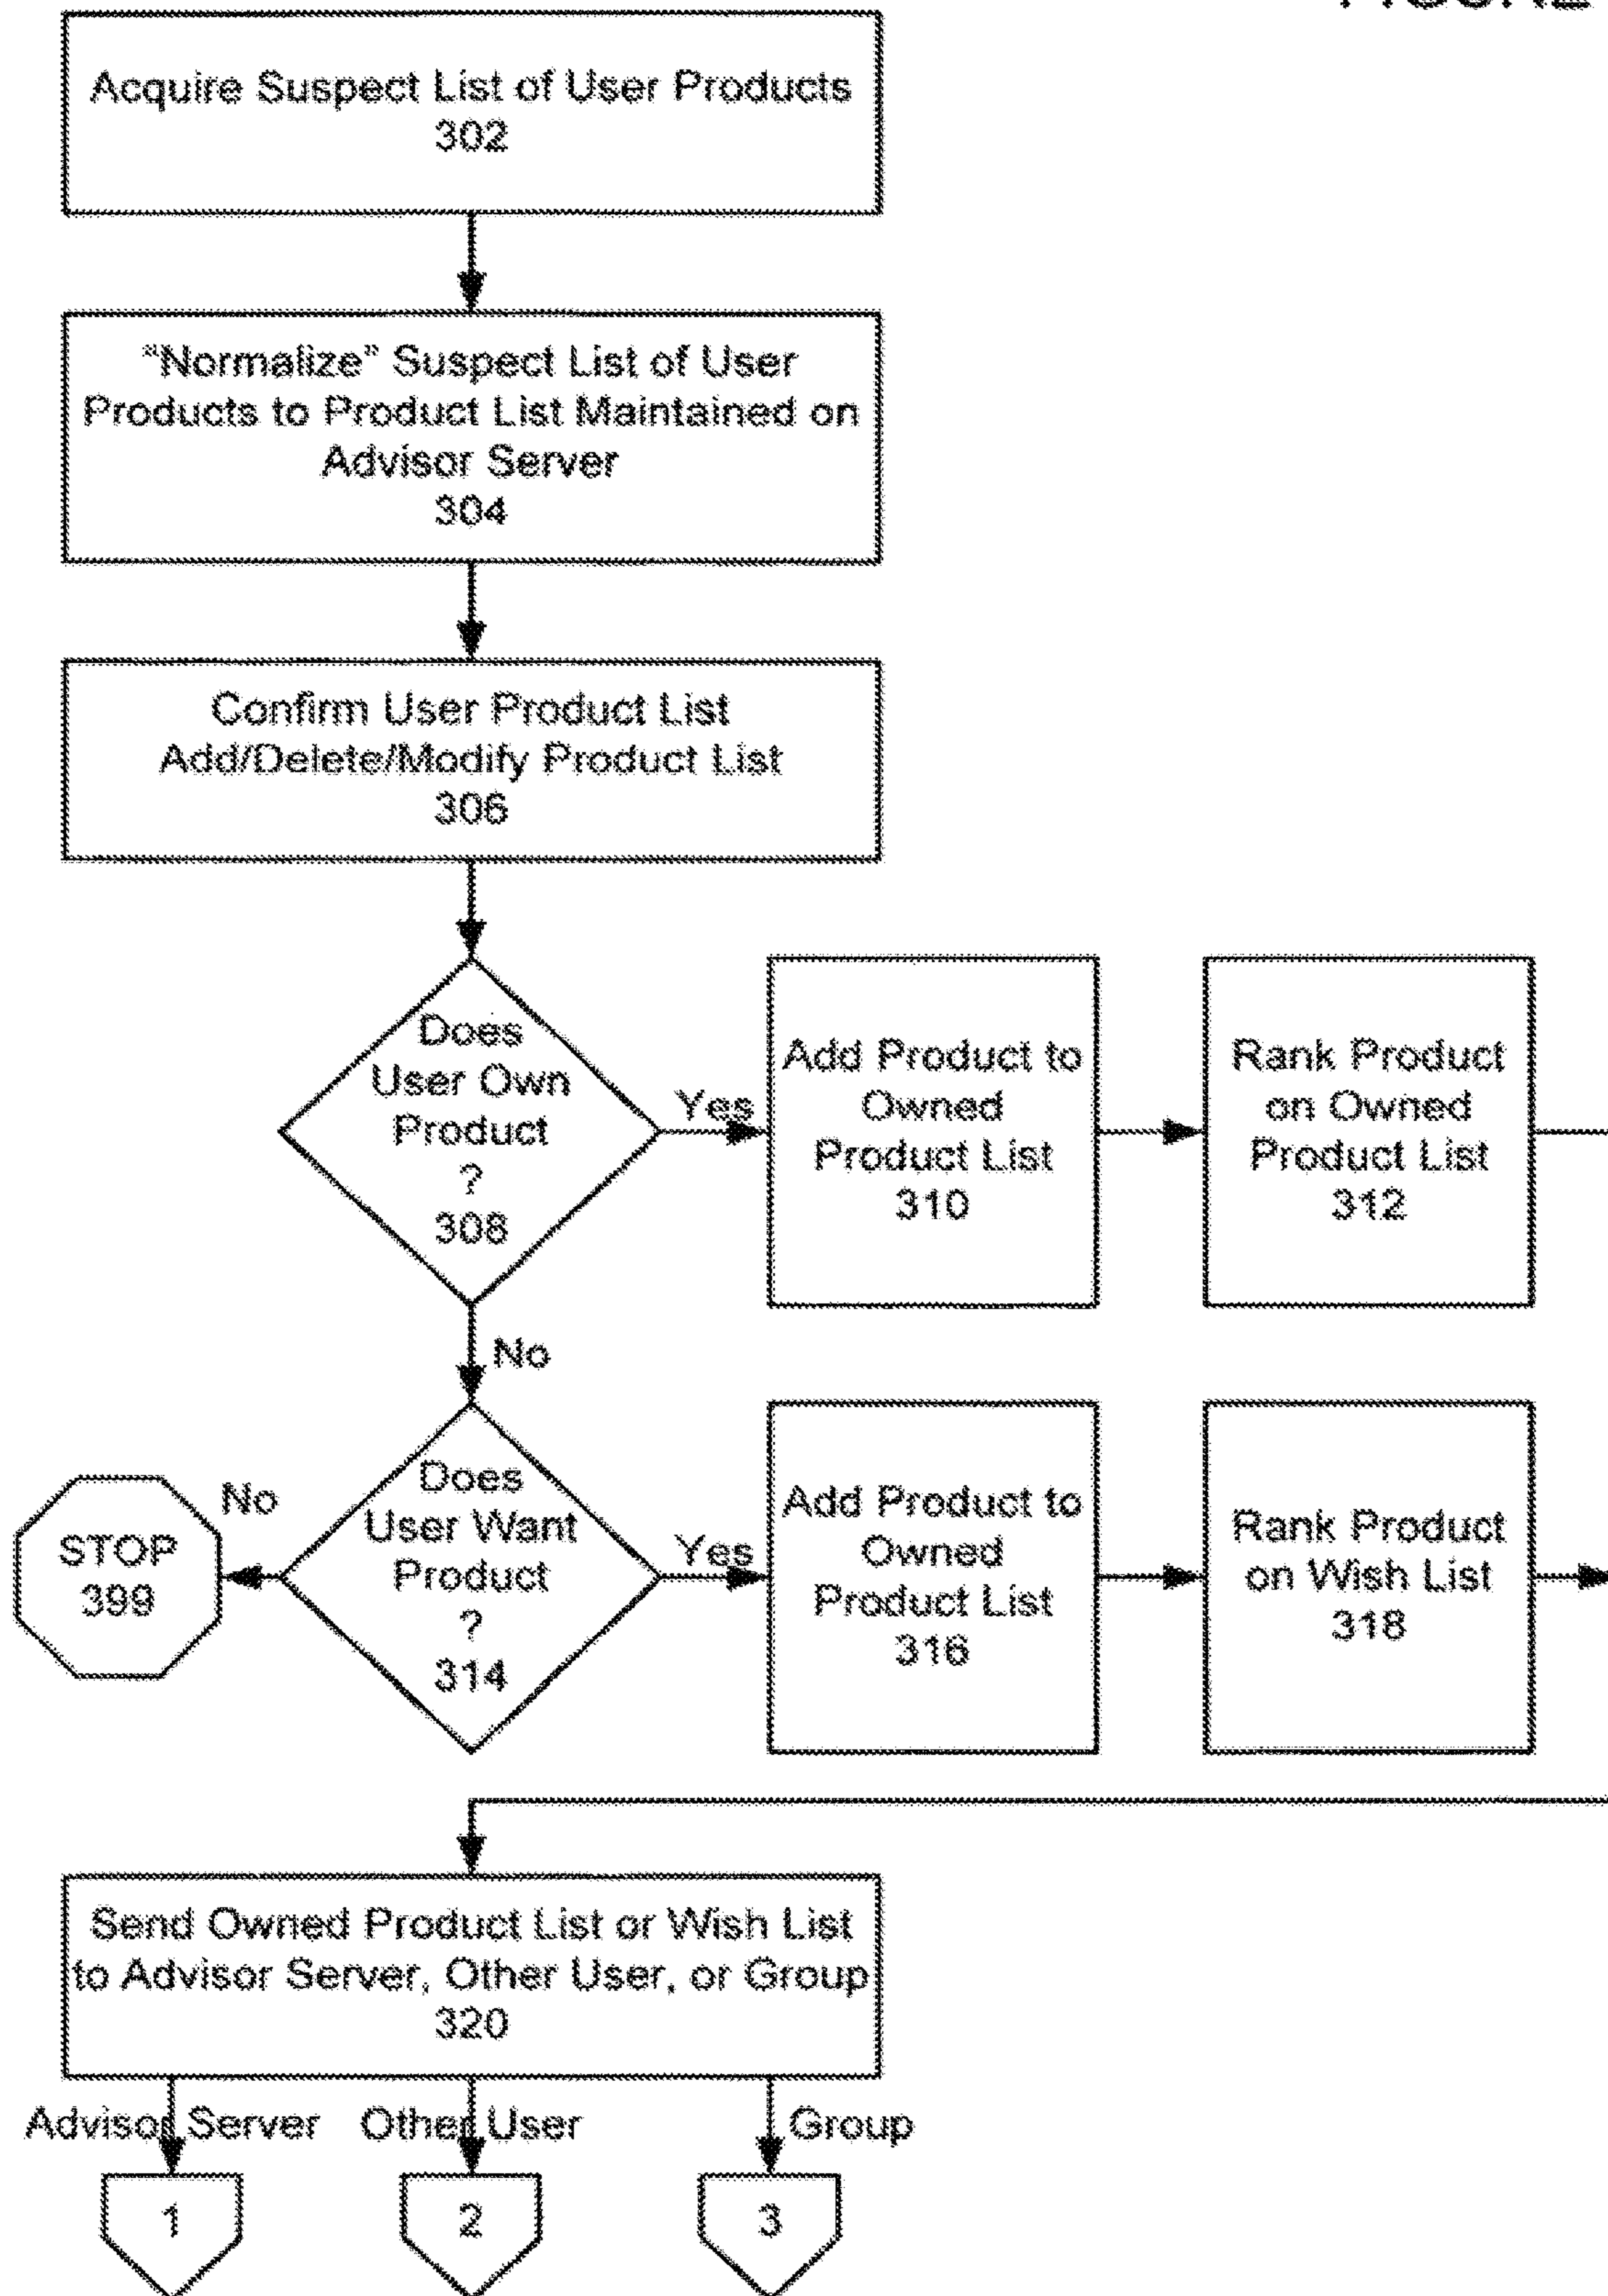 Acquire Suspect List of User Products
302
"Normalize" Suspect List of User
Products to Product List Maintained on
Advisor Server
304
Confirm User Product List
Add/Delete/Modify Product List
306
Does
User Own
Product
?
308
Yes
Add Product to
Owned
Product List
310
Rank Product
on Owned
Product List
312
No
Does
User Want
Product
?
314
No
STOP
399
Yes
Add Product to
Owned
Product List
316
Rank Product
on Wish List
318
Send Owned Product List or Wish List
to Advisor Server, Other User, or Group
320
Advisor Server
Other User
Group
1
2
3